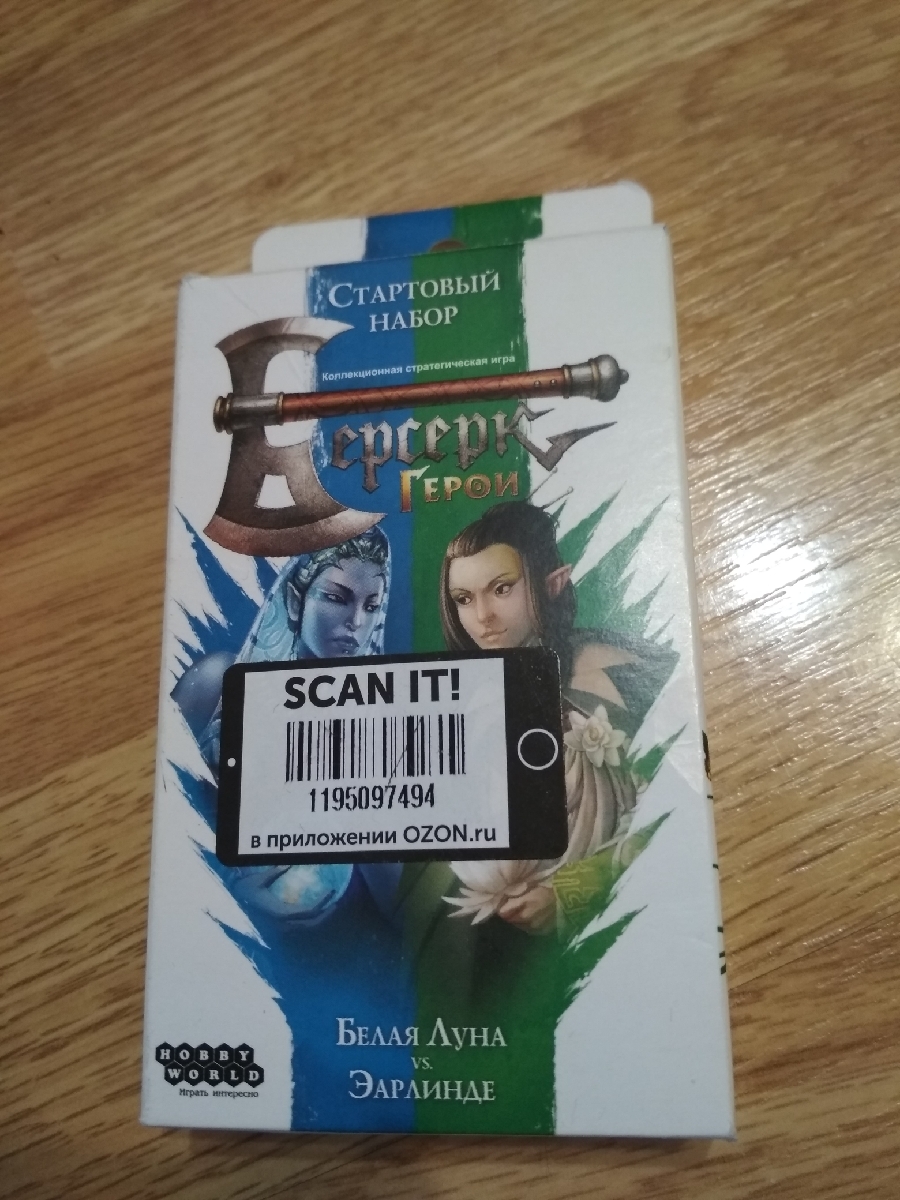 Стартовый
набор
Коллекционная стратегическая игра
Берсерк
Герои
SCAN IT!
1195097494
в приложении OZON.ru
Белая Луна
vs.
Эарлинде
HOBBY
WORLD
Играть интересно